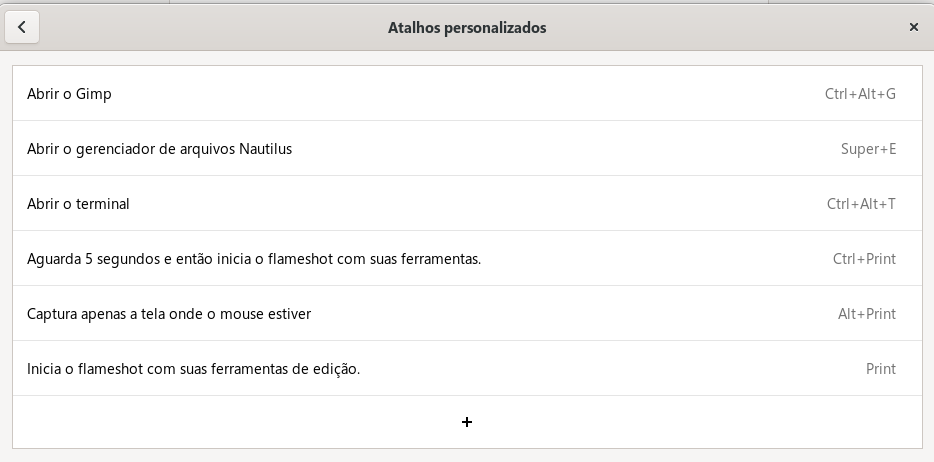 Atalhos personalizados
Abrir o Gimp Ctrl+Alt+G
Abrir o gerenciador de arquivos Nautilus Super+E
Abrir o terminal Ctrl+Alt+T
Aguarda 5 segundos e então inicia o flameshot com suas ferramentas. Ctrl+Print
Captura apenas a tela onde o mouse estiver Alt+Print
Inicia o flameshot com suas ferramentas de edição. Print
+